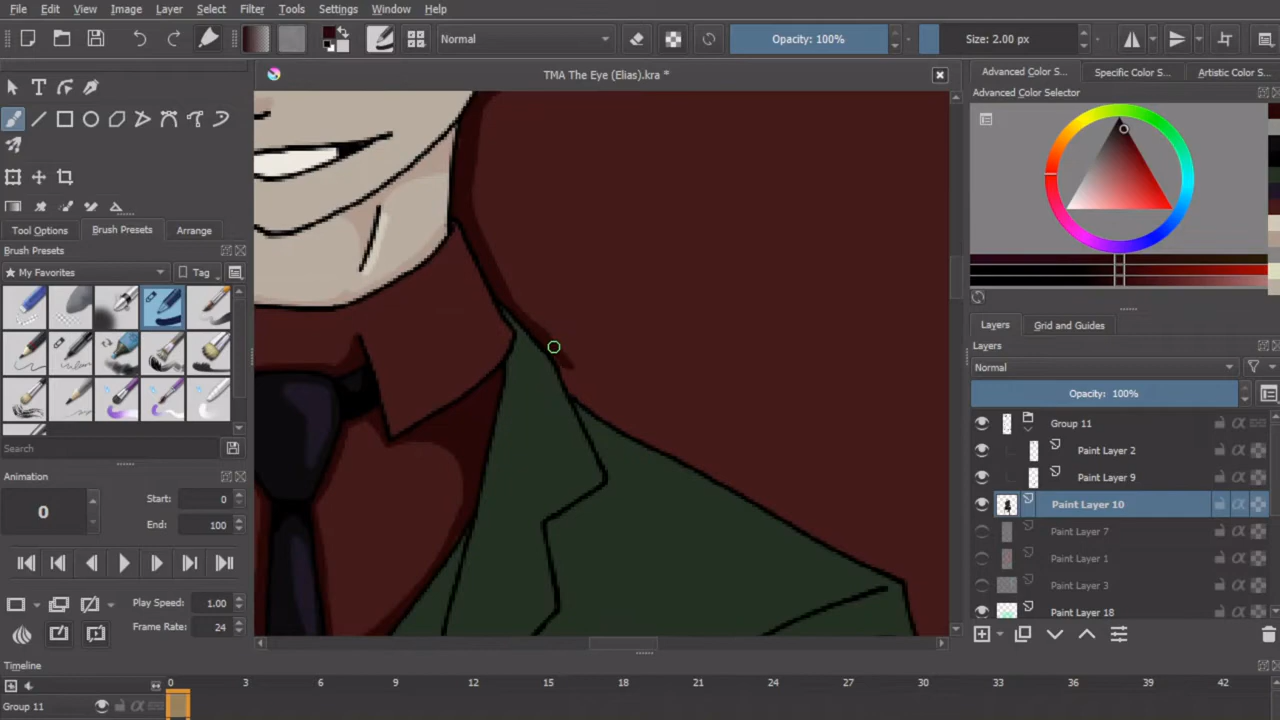 File Edit View Image Layer Select Filter Tools Settings Window Help
Normal Opacity: 100% Size: 2.00 px
TMA The Eye (Elias).kra *
Advanced Color S... Specific Color S... Artistic Color S...
Advanced Color Selector
Tool Options Brush Presets Arrange
Brush Presets
My Favorites Tag
Search
Animation
0 Start: 0
End: 100
Play Speed: 1.00
Frame Rate: 24
Layers Grid and Guides
Layers
Normal
Opacity: 100%
Group 11
Paint Layer 2
Paint Layer 9
Paint Layer 10
Paint Layer 7
Paint Layer 1
Paint Layer 3
Paint Layer 18
Timeline
0 3 6 9 12 15 18 21 24 27 30 33 36 39 42
Group 11